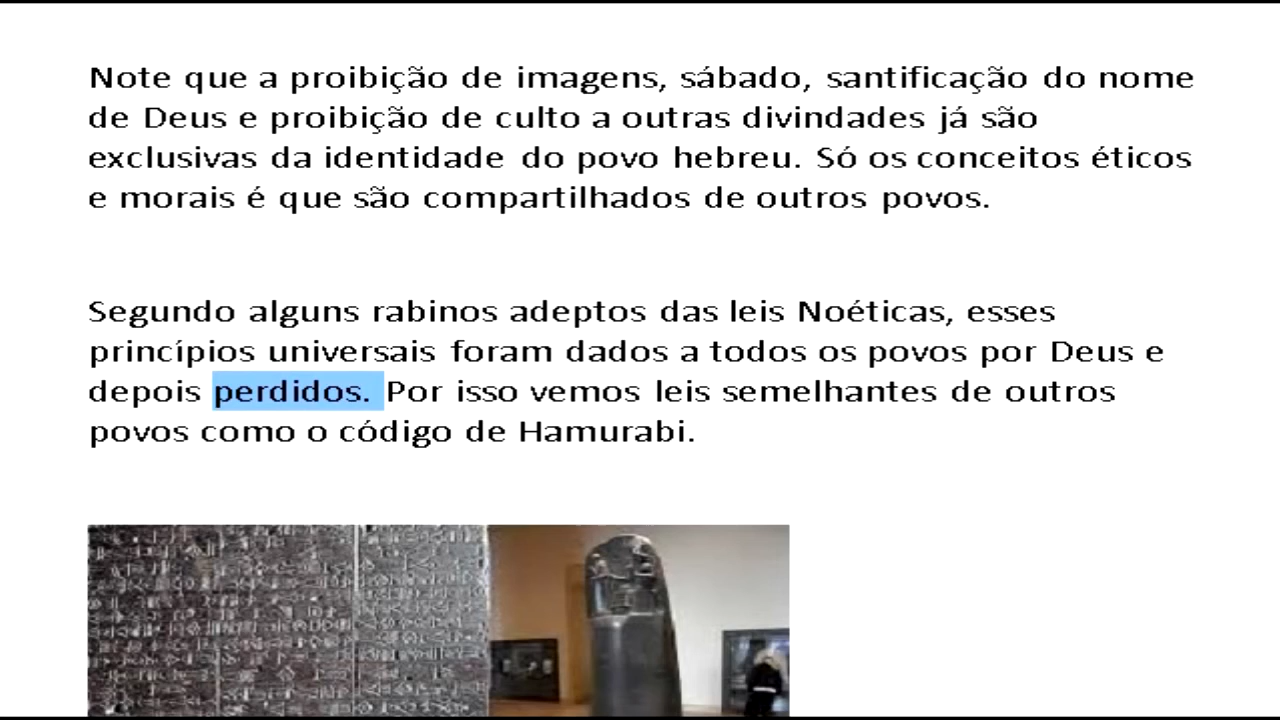 Note que a proibição de imagens, sábado, santificação do nome
de Deus e proibição de culto a outras divindades já são
exclusivas da identidade do povo hebreu. Só os conceitos éticos
e morais é que são compartilhados de outros povos.
Segundo alguns rabinos adeptos das leis Noéticas, esses
princípios universais foram dados a todos os povos por Deus e
depois perdidos. Por isso vemos leis semelhantes de outros
povos como o código de Hamurabi.